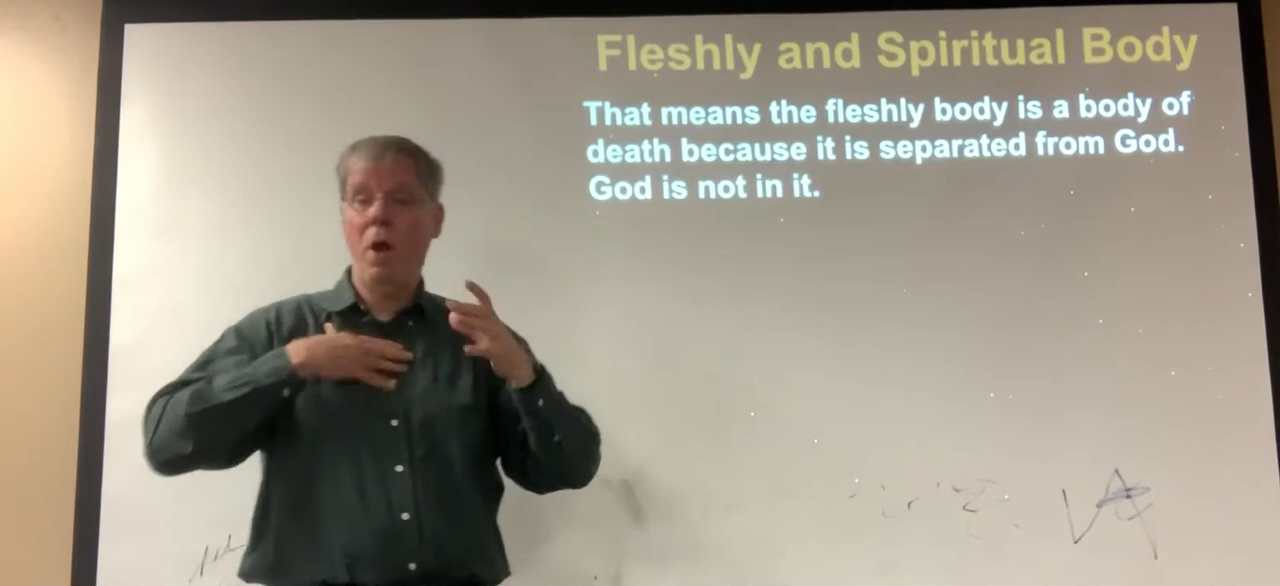 Fleshly and Spiritual Body
That means the fleshly body is a body of
death because it is separated from God.
God is not in it.